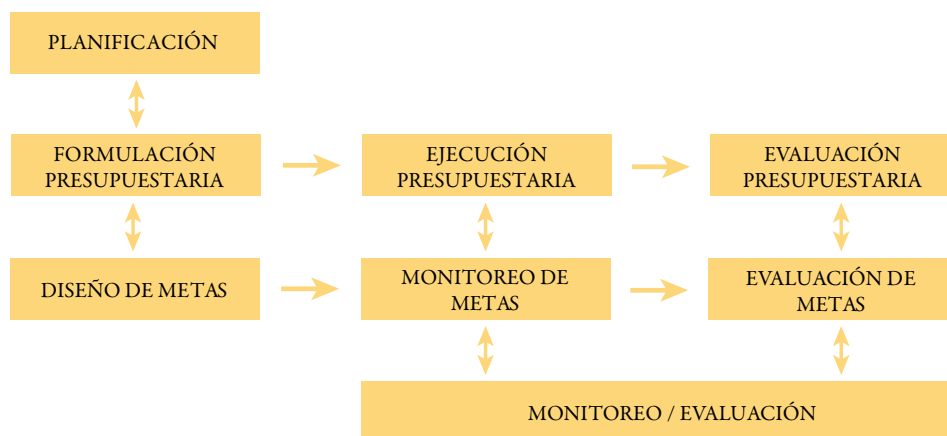 PLANIFICACIÓN
FORMULACIÓN
PRESUPUESTARIA
EJECUCIÓN
PRESUPUESTARIA
EVALUACIÓN
PRESUPUESTARIA
DISEÑO DE METAS
MONITOREO DE
METAS
EVALUACIÓN DE
METAS
MONITOREO / EVALUACIÓN